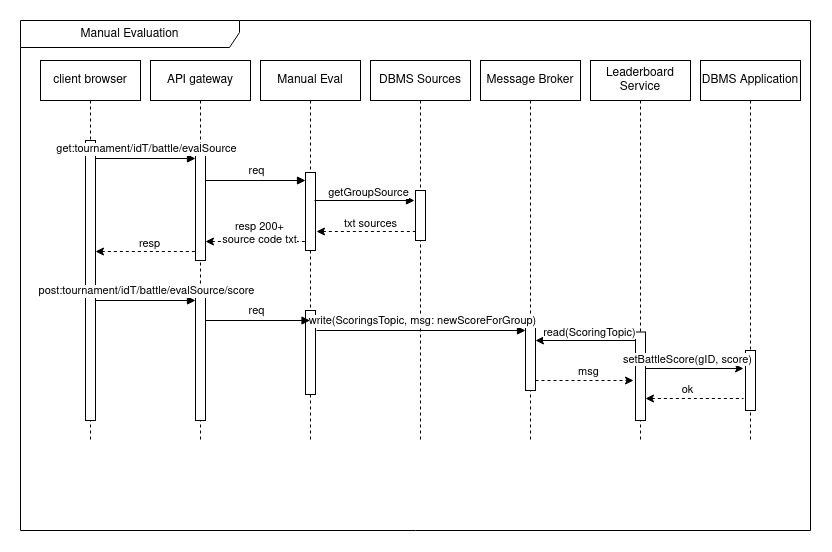 Manual Evaluation
client browser
API gateway
Manual Eval
DBMS Sources
Message Broker
Leaderboard
Service
DBMS Application
get:tournament/idT/battle/evalSource
req
getGroupSource
txt sources
resp 200+
source code txt
resp
post:tournament/idT/battle/evalSource/score
req
write(ScoringsTopic, msg: newScoreForGroup)
read(ScoringTopic)
setBattleScore(gID, score)
msg
ok